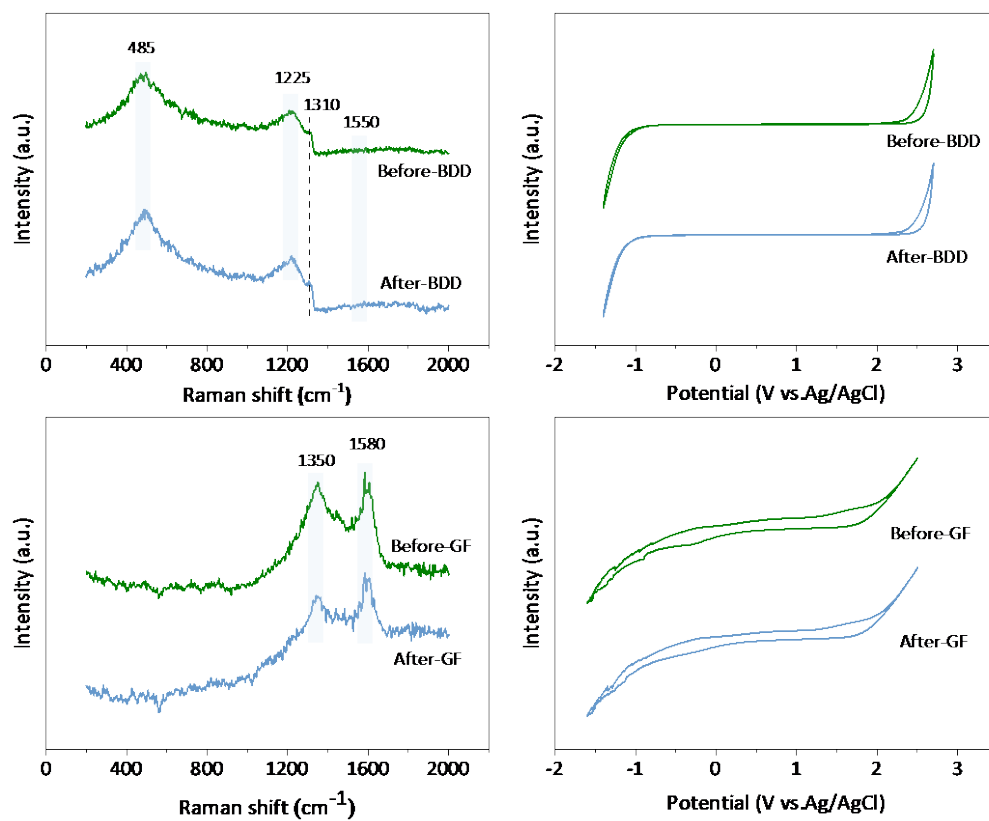 485
1225
1310
1550
Before-BDD
After-BDD
Intensity (a.u.)
0 400 800 1200 1600 2000
Raman shift (cm⁻¹)
Before-BDD
After-BDD
Intensity (a.u.)
-2 -1 0 1 2 3
Potential (V vs.Ag/AgCl)
1350
1580
Before-GF
After-GF
Intensity (a.u.)
0 400 800 1200 1600 2000
Raman shift (cm⁻¹)
Before-GF
After-GF
Intensity (a.u.)
-2 -1 0 1 2 3
Potential (V vs.Ag/AgCl)